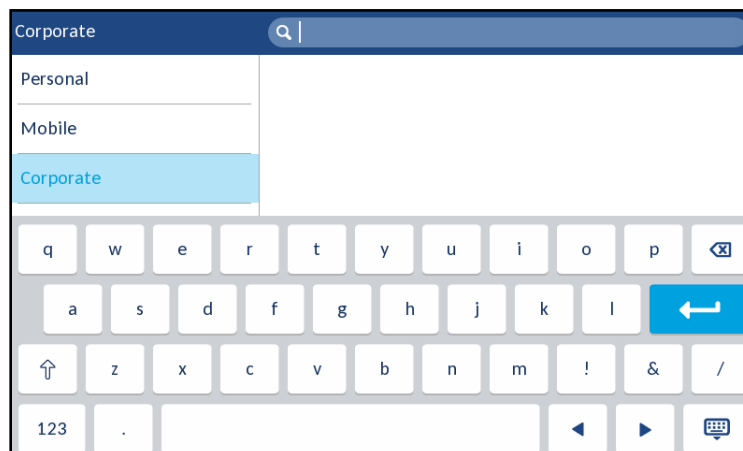 Corporate
Personal
Mobile
Corporate
q w e r t y u i o p
a s d f g h j k l
z x c v b n m ! & /
123 .